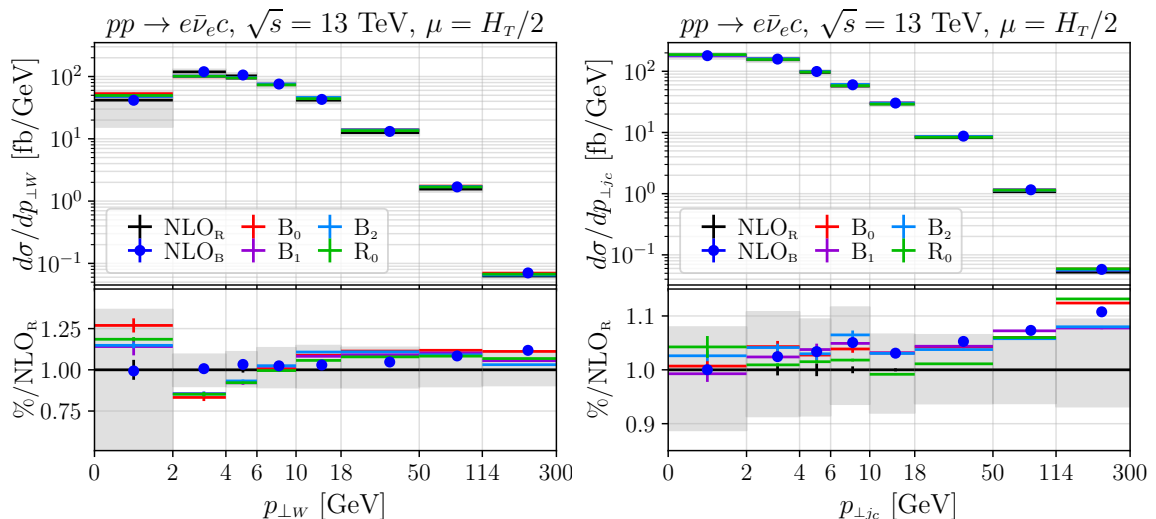 pp → eν̄ₑc, √s = 13 TeV, μ = H_T/2
dσ/dp⊥W [fb/GeV]
10²
10¹
10⁰
10⁻¹
NLO_R B₀ B₂
NLO_B B₁ R₀
%/NLO_R
1.25
1.00
0.75
0 2 4 6 10 18 50 114 300
p⊥W [GeV]
pp → eν̄ₑc, √s = 13 TeV, μ = H_T/2
dσ/dp⊥jc [fb/GeV]
10²
10¹
10⁰
10⁻¹
NLO_R B₀ B₂
NLO_B B₁ R₀
%/NLO_R
1.1
1.0
0.9
0 2 4 6 10 18 50 114 300
p⊥jc [GeV]